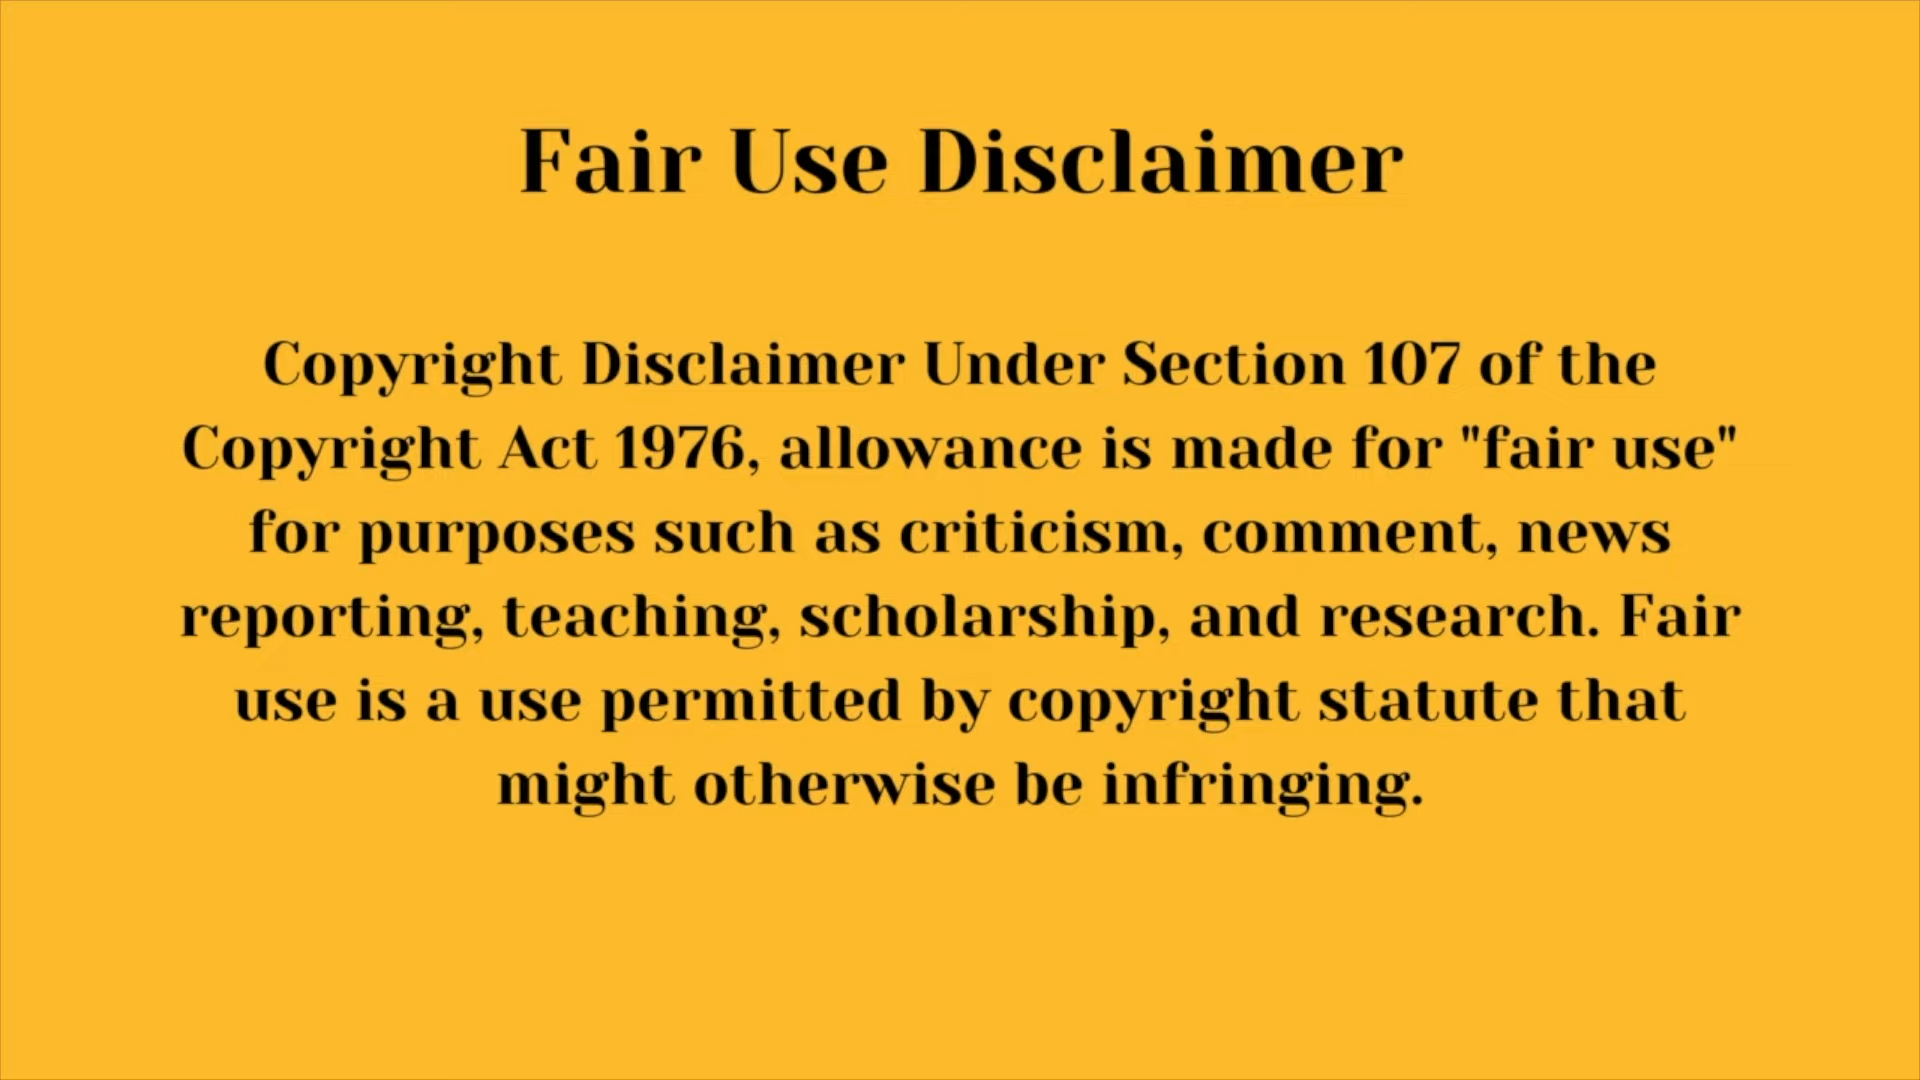 Fair Use Disclaimer
Copyright Disclaimer Under Section 107 of the
Copyright Act 1976, allowance is made for "fair use"
for purposes such as criticism, comment, news
reporting, teaching, scholarship, and research. Fair
use is a use permitted by copyright statute that
might otherwise be infringing.